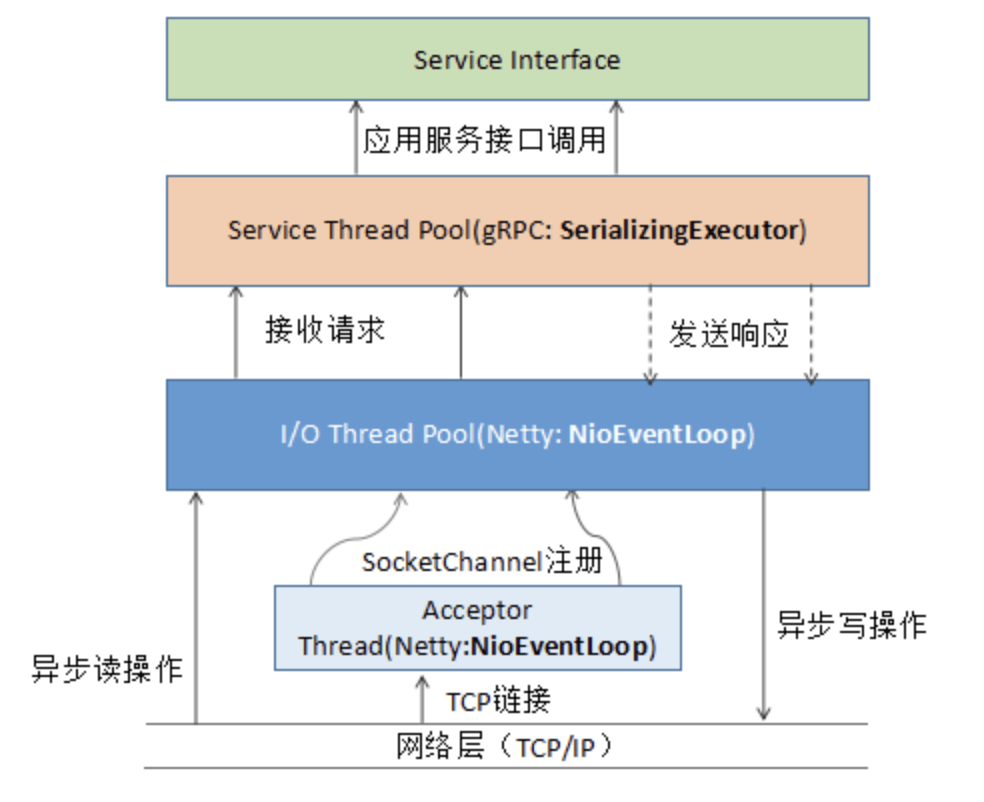 Service Interface
应用服务接口调用
Service Thread Pool(gRPC: SerializingExecutor)
接收请求
发送响应
I/O Thread Pool(Netty: NioEventLoop)
SocketChannel注册
Acceptor
Thread(Netty:NioEventLoop)
异步写操作
异步读操作
TCP链接
网络层（TCP/IP）